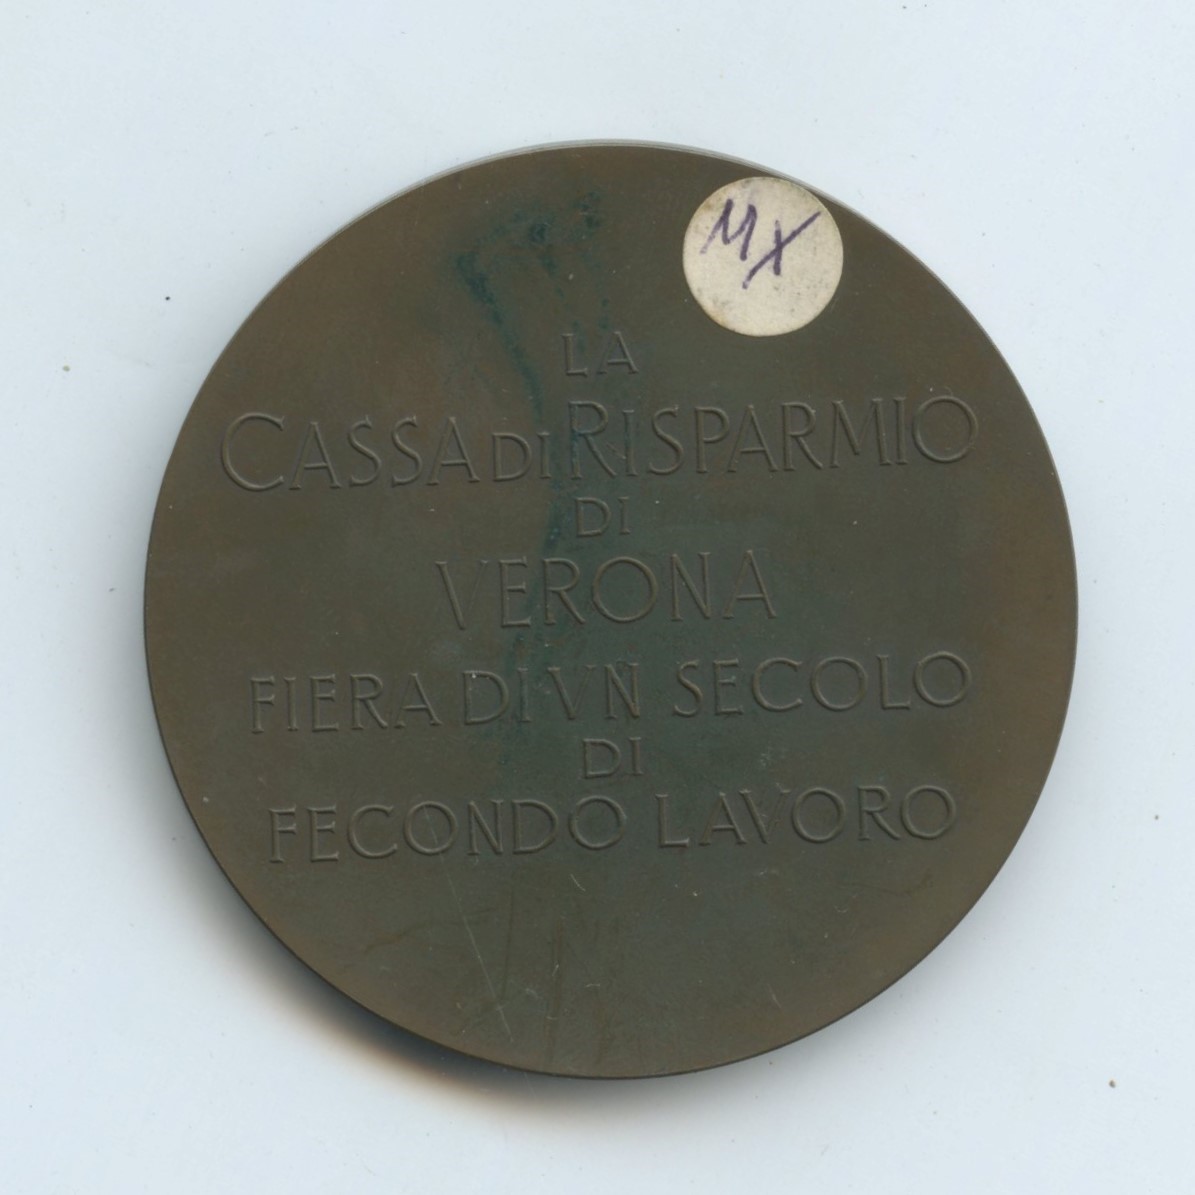 MX
LA
CASSA DI RISPARMIO
DI
VERONA
FIERA DI VN SECOLO
DI
FECONDO LAVORO